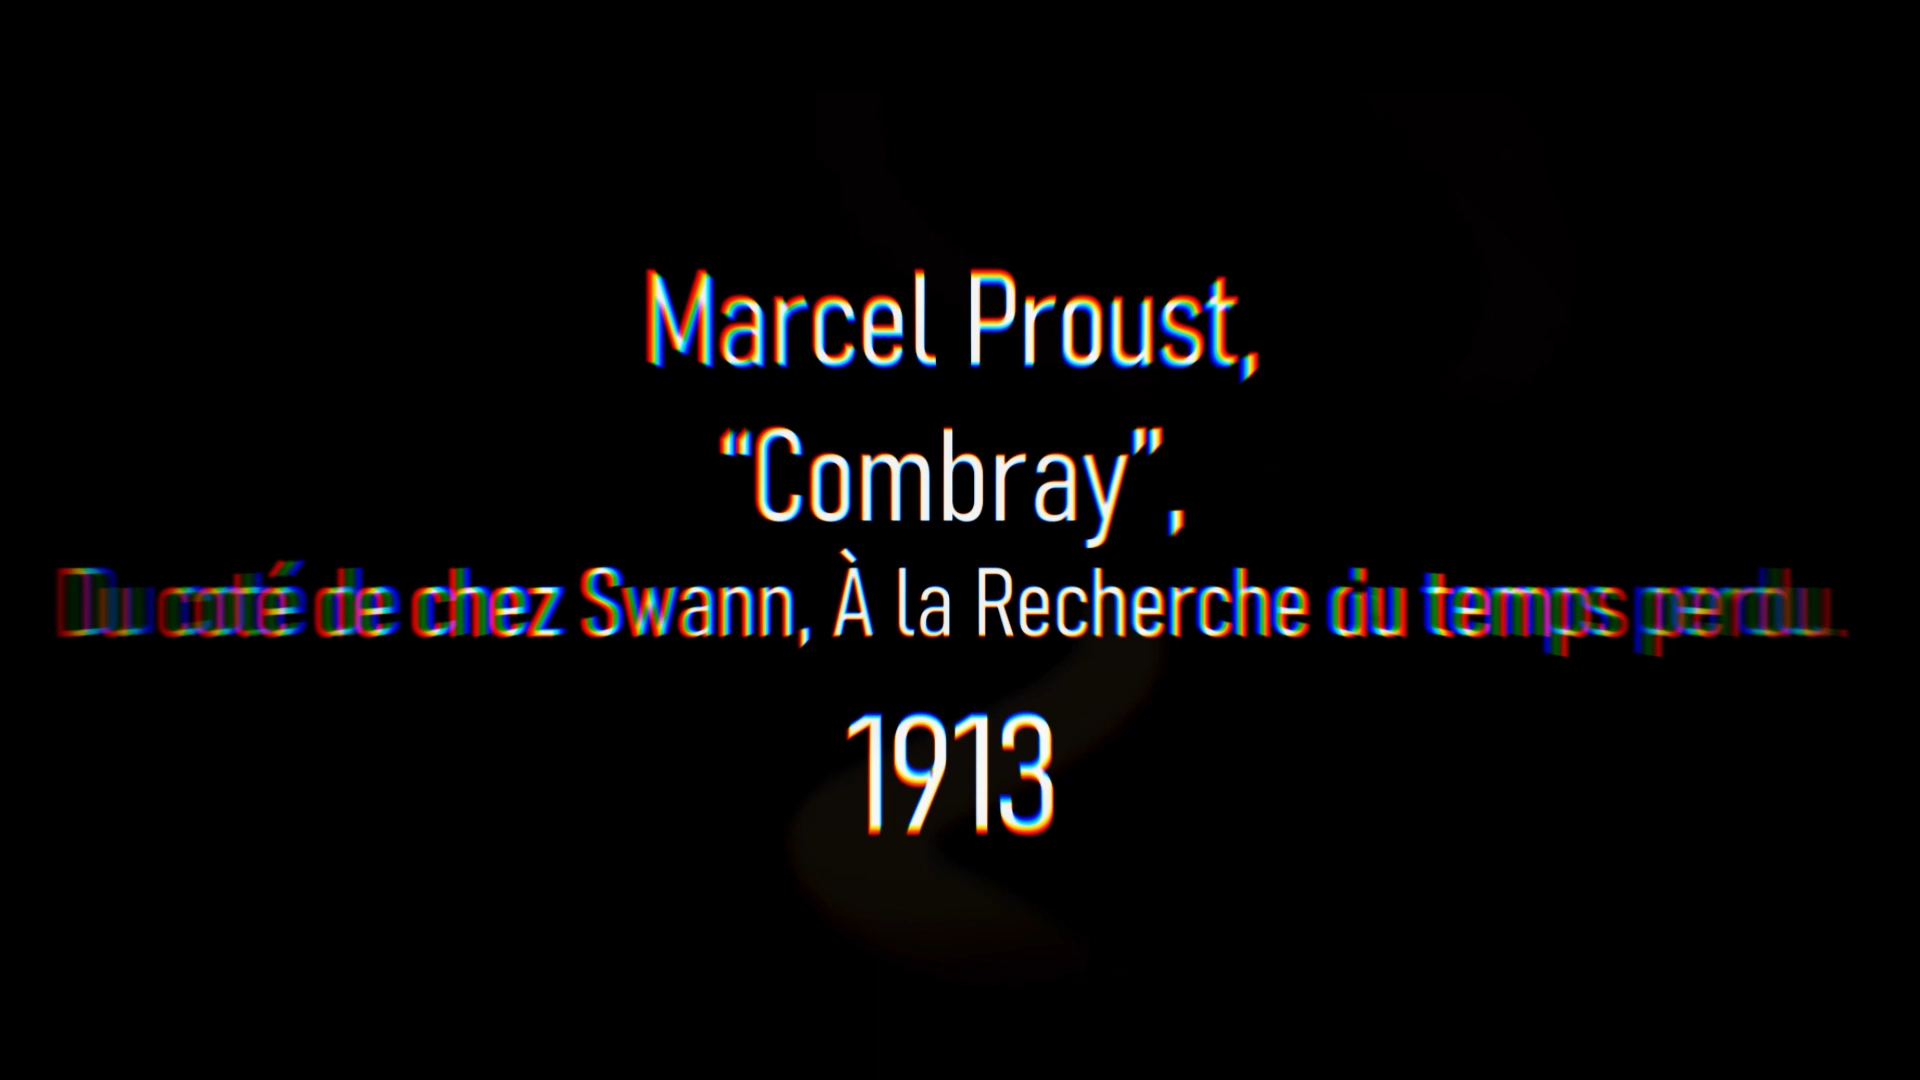 Marcel Proust,
“Combray”,
Du coté de chez Swann, À la Recherche du temps perdu.
1913